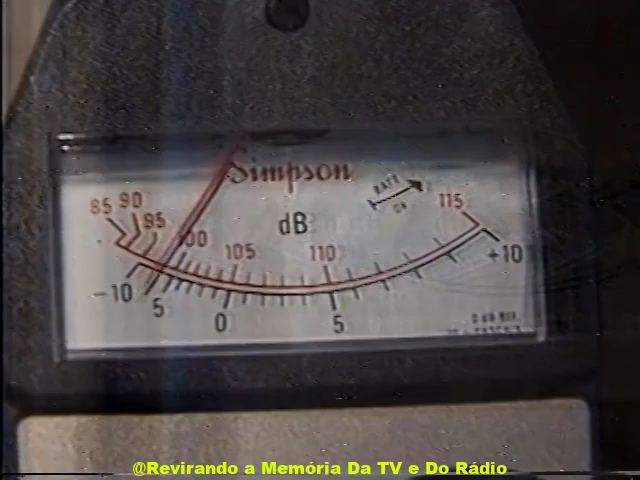 Simpson
BATT
OK
dB
85 90 95 100 105 110 115
-10 5 0 5 +10
@Revirando a Memória Da TV e Do Rádio